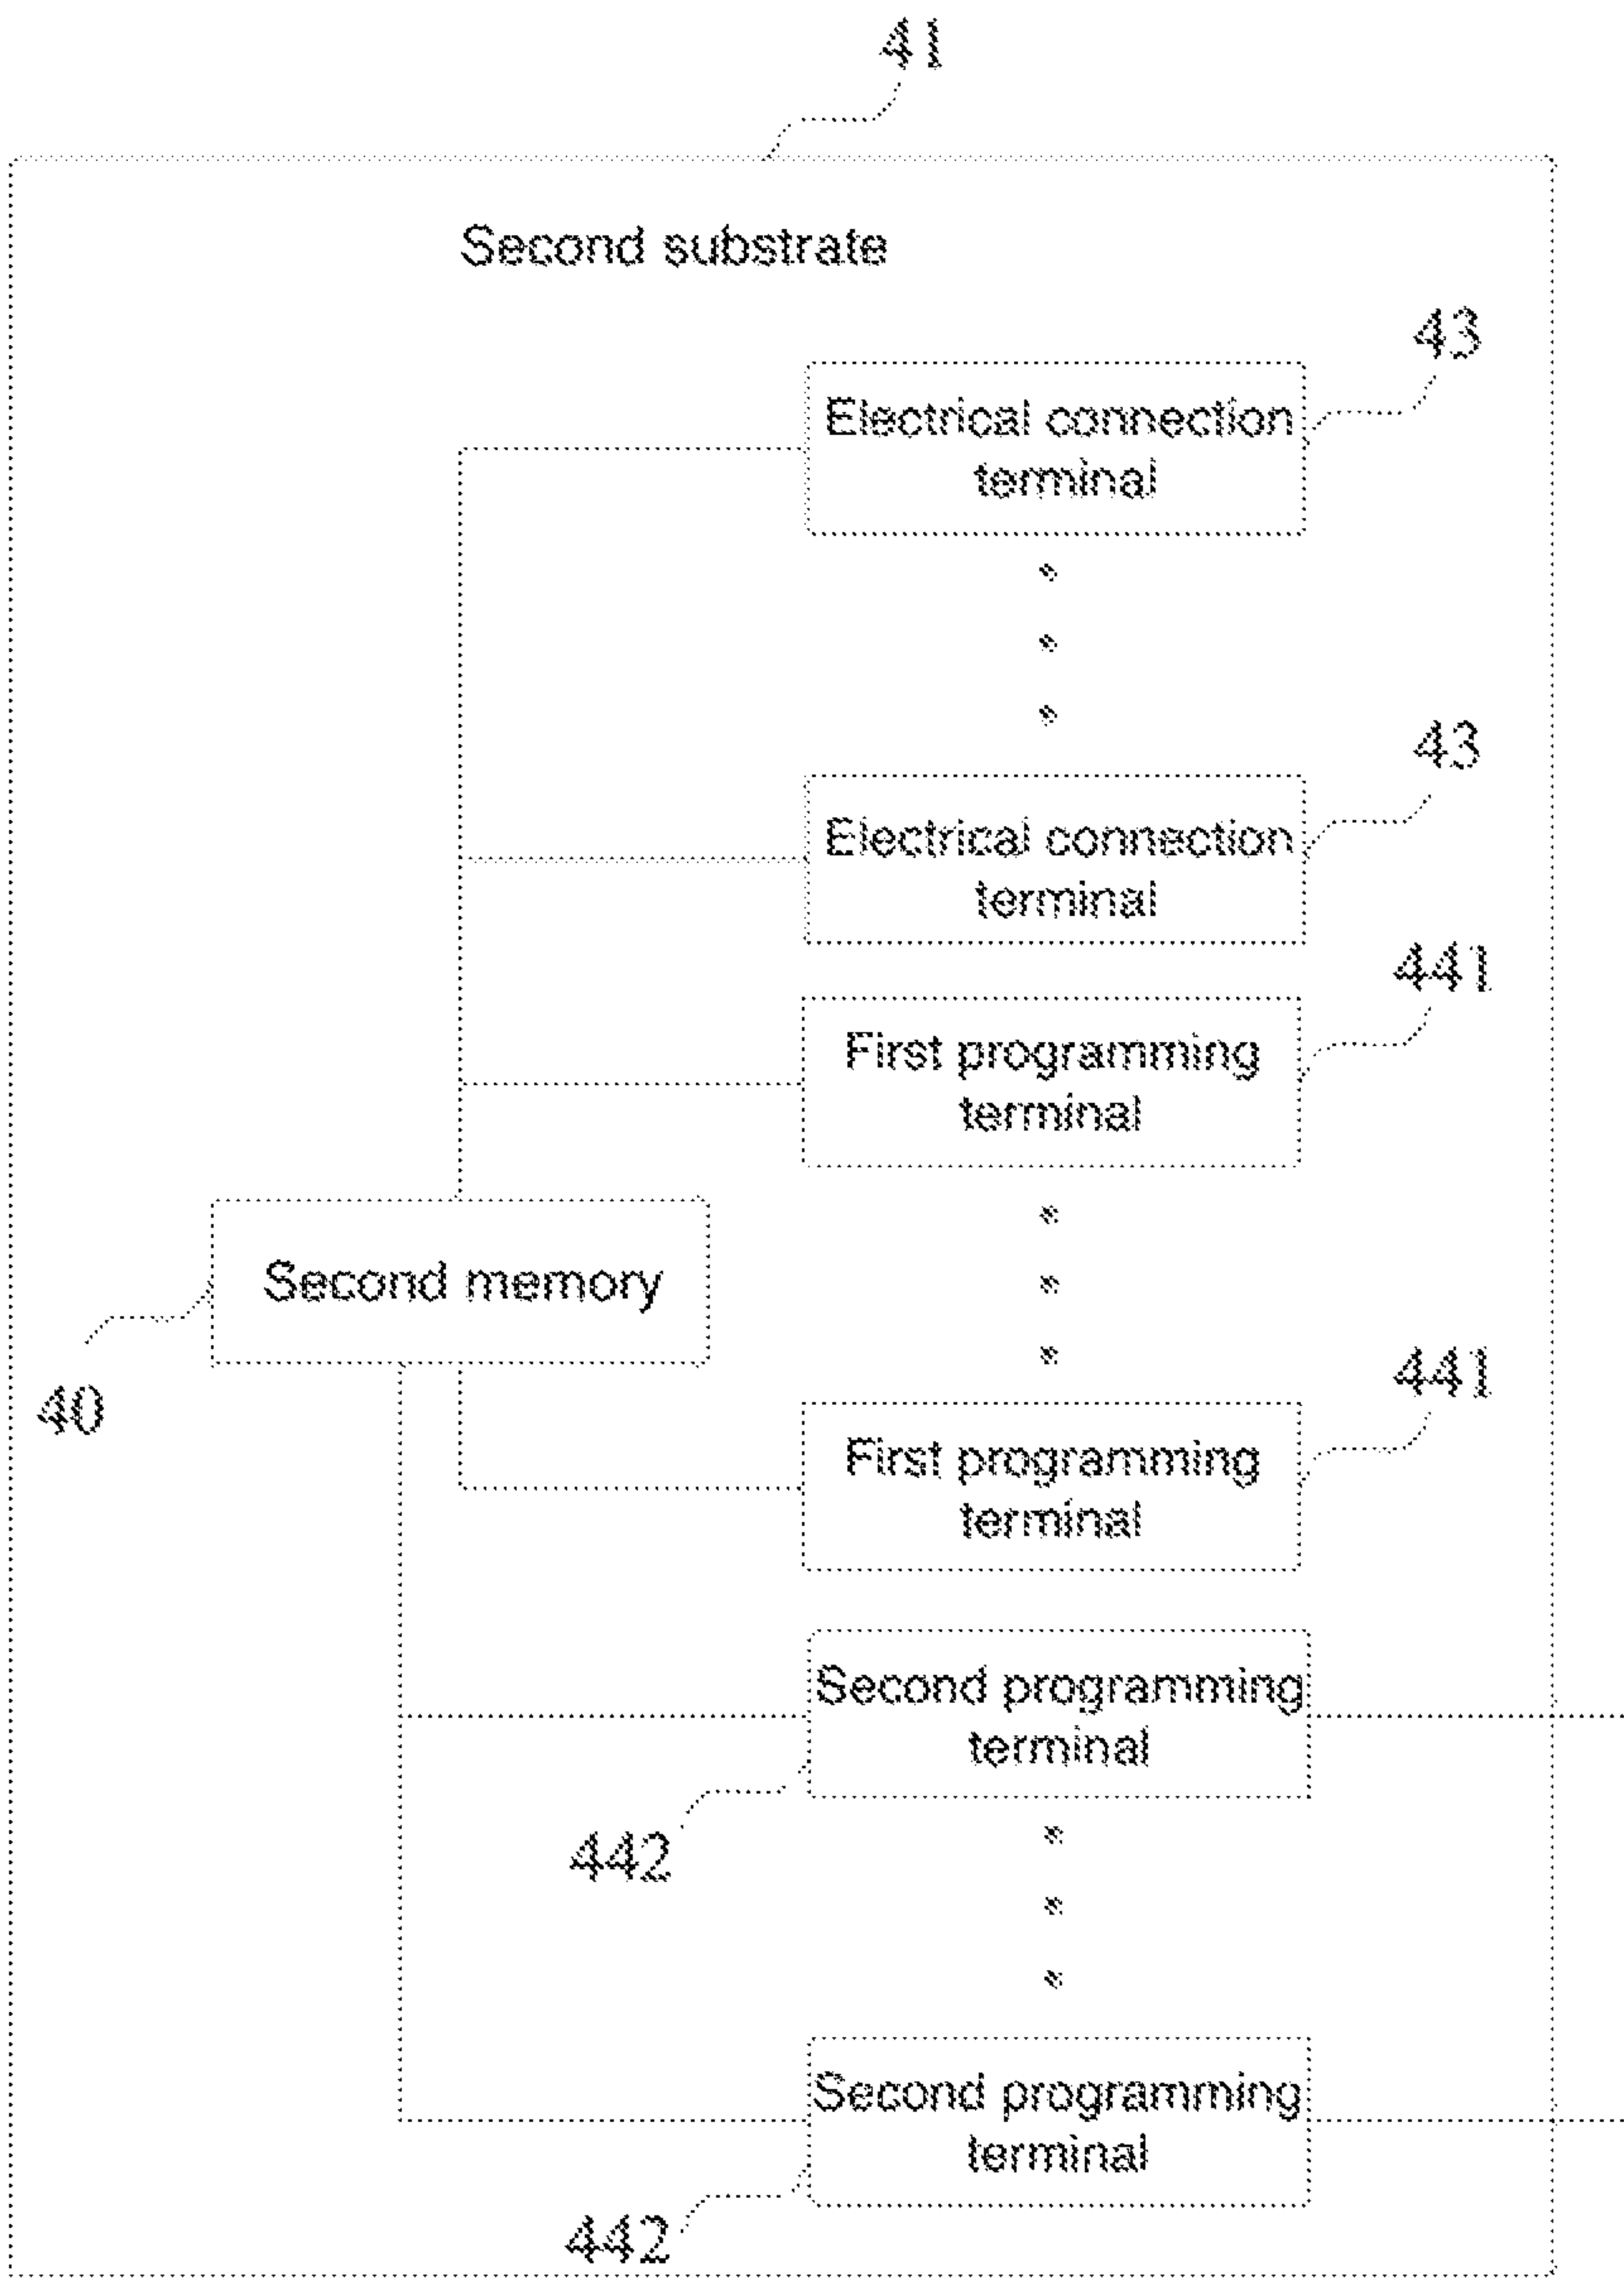 41
Second substrate
43
Electrical connection
terminal
43
Electrical connection
terminal
441
First programming
terminal
Second memory
40
441
First programming
terminal
Second programming
terminal
442
Second programming
terminal
442